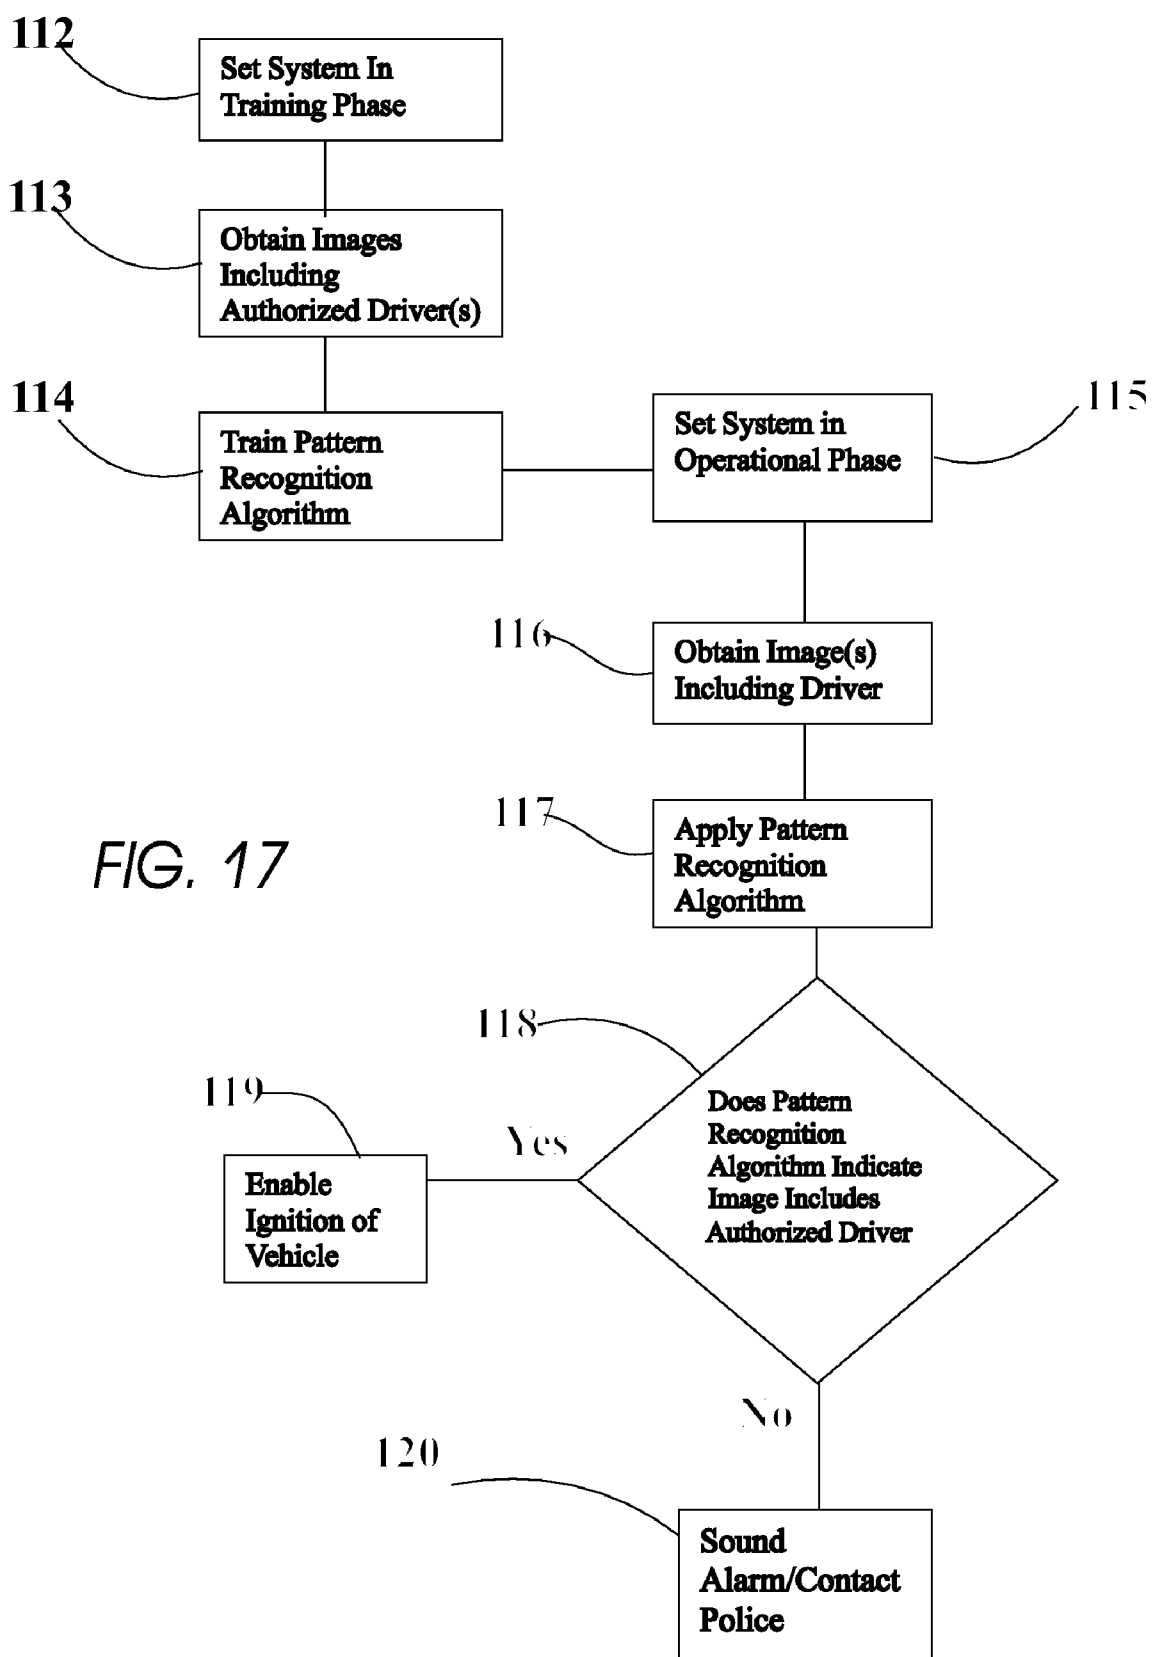 112
Set System In
Training Phase
113
Obtain Images
Including
Authorized Driver(s)
114
Train Pattern
Recognition
Algorithm
115
Set System in
Operational Phase
116
Obtain Image(s)
Including Driver
117
Apply Pattern
Recognition
Algorithm
FIG. 17
118
Does Pattern
Recognition
Algorithm Indicate
Image Includes
Authorized Driver
Yes
119
Enable
Ignition of
Vehicle
No
120
Sound
Alarm/Contact
Police